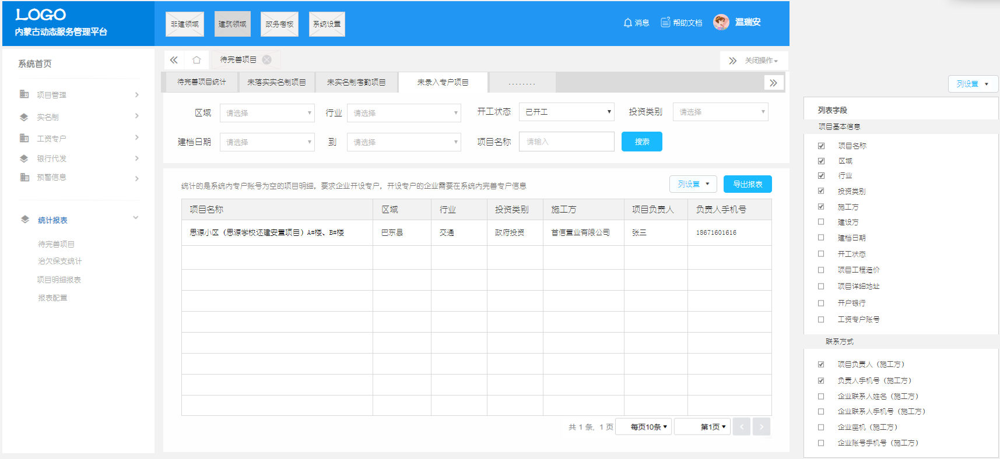 LOGO
内蒙古动态服务管理平台
非建领域
建筑领域
政务考核
系统设置
消息
帮助文档
温瑞安
系统首页
项目管理
实名制
工资专户
银行代发
预警信息
统计报表
待完善项目
治欠保支统计
项目明细报表
报表配置
待完善项目
关闭操作
待完善项目统计
未落实实名制项目
未实名制考勤项目
未录入专户项目
........
区域 请选择
行业 请选择
开工状态 已开工
投资类别 请选择
建档日期 请选择
到 请选择
项目名称 请输入
搜索
统计的是系统内专户账号为空的项目明细，要求企业开设专户，开设专户的企业需要在系统内完善专户信息
列设置
导出报表
项目名称 区域 行业 投资类别 施工方 项目负责人 负责人手机号
思源小区（思源学校还建安置项目）A#楼、B#楼 巴东县 交通 政府投资 首信置业有限公司 张三 18671601616
共 1 条，1 页
每页10条
第1页
列设置
列表字段
项目基本信息
项目名称
区域
行业
投资类别
施工方
建设方
建档日期
开工状态
项目工程造价
项目详细地址
开户银行
工资专户账号
联系方式
项目负责人（施工方）
负责人手机号（施工方）
企业联系人姓名（施工方）
企业联系人手机号（施工方）
企业座机（施工方）
企业账号手机号（施工方）